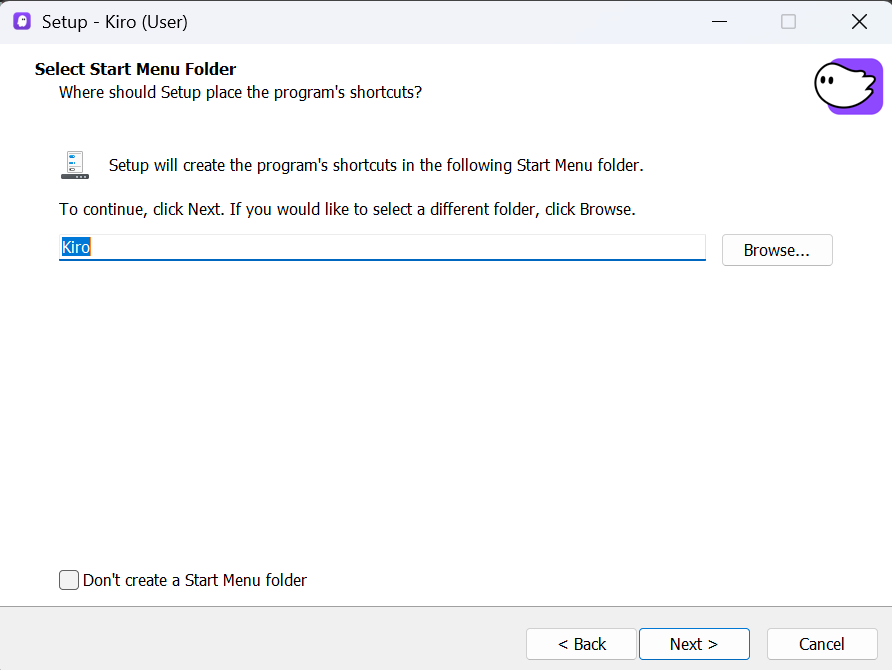 Setup - Kiro (User)
Select Start Menu Folder
Where should Setup place the program's shortcuts?
Setup will create the program's shortcuts in the following Start Menu folder.
To continue, click Next. If you would like to select a different folder, click Browse.
Kiro
Browse...
Don't create a Start Menu folder
< Back
Next >
Cancel